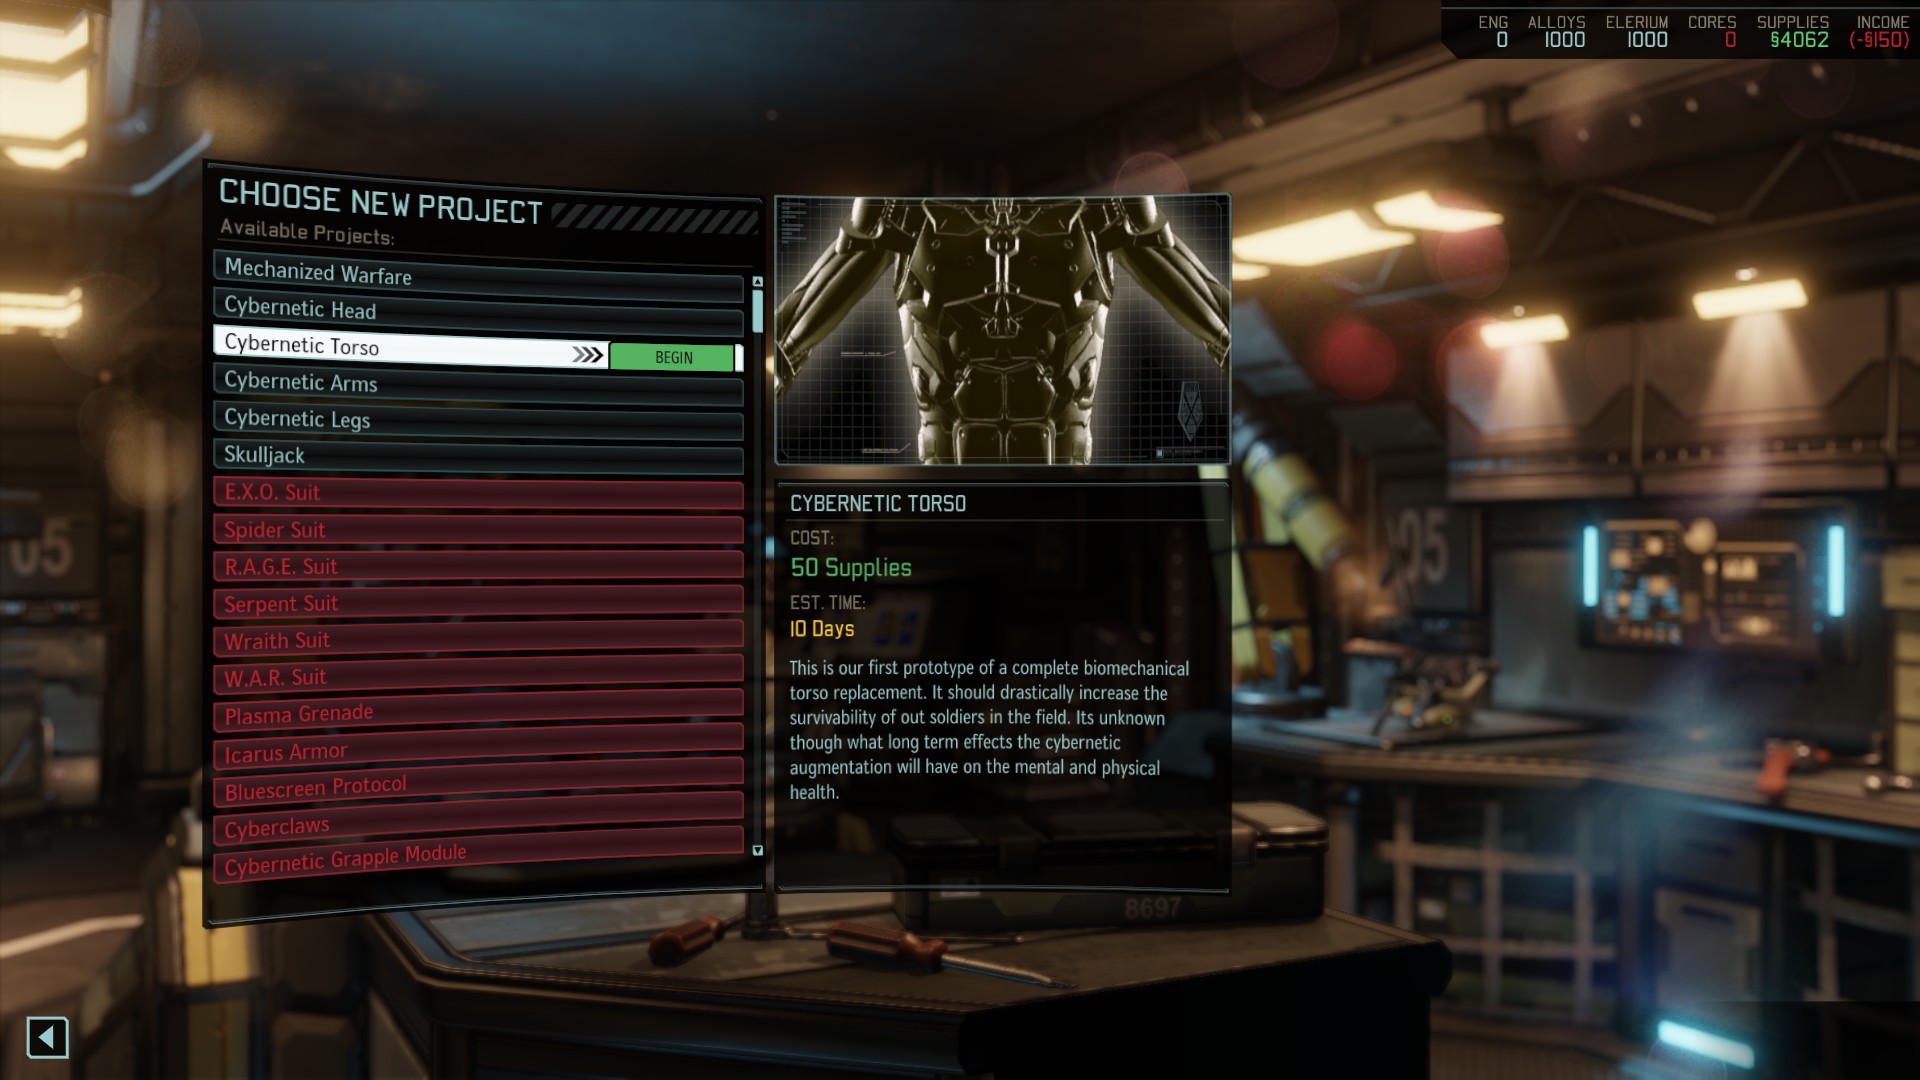 ENG ALLOYS ELERIUM CORES SUPPLIES INCOME
0 1000 1000 0 §4062 (-§150)
CHOOSE NEW PROJECT
Available Projects:
Mechanized Warfare
Cybernetic Head
Cybernetic Torso
BEGIN
Cybernetic Arms
Cybernetic Legs
Skulljack
E.X.O. Suit
Spider Suit
R.A.G.E. Suit
Serpent Suit
Wraith Suit
W.A.R. Suit
Plasma Grenade
Icarus Armor
Bluescreen Protocol
Cyberclaws
Cybernetic Grapple Module
CYBERNETIC TORSO
COST:
50 Supplies
EST. TIME:
10 Days
This is our first prototype of a complete biomechanical
torso replacement. It should drastically increase the
survivability of out soldiers in the field. Its unknown
though what long term effects the cybernetic
augmentation will have on the mental and physical
health.
05
05
8697